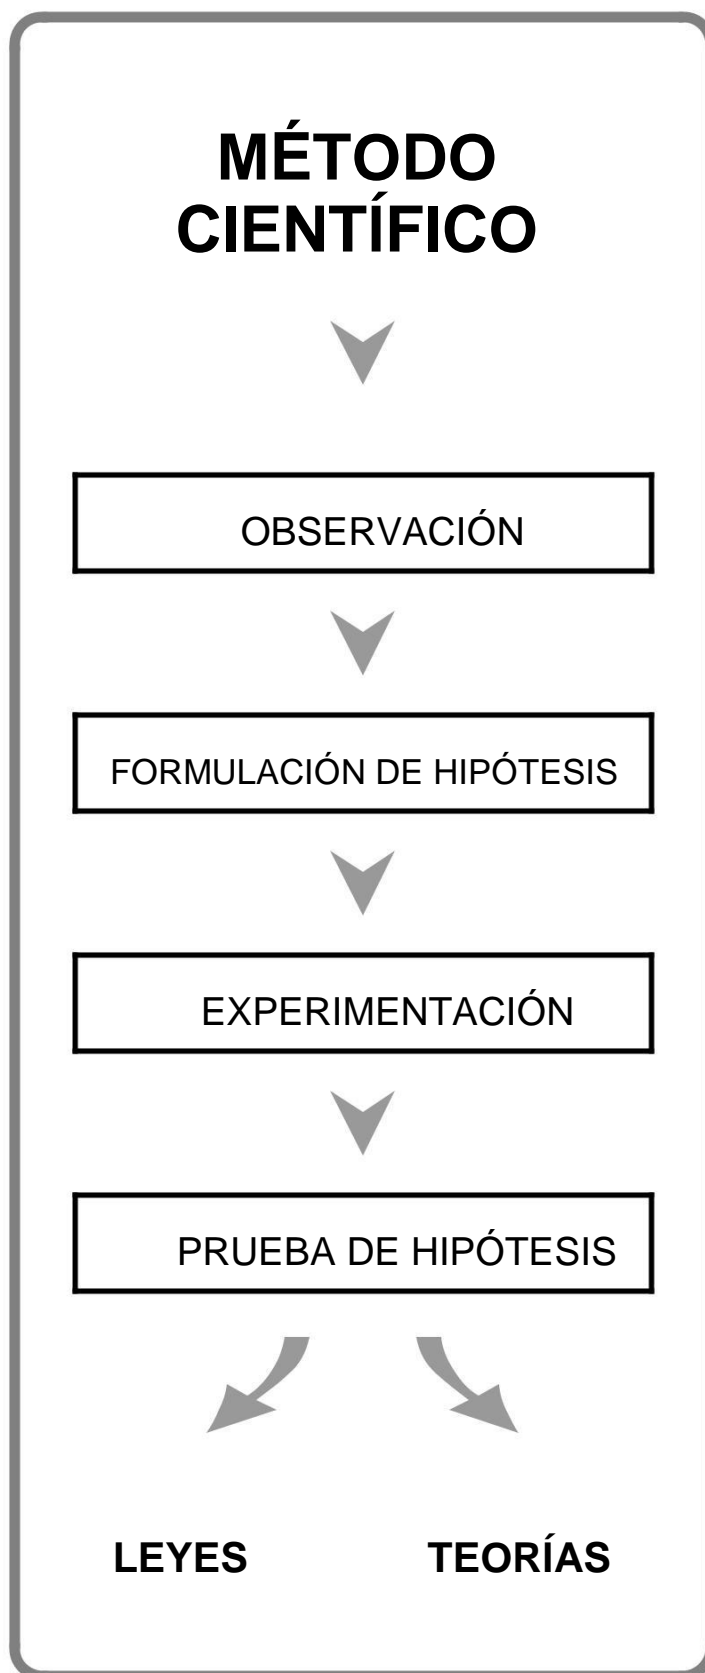 MÉTODO
CIENTÍFICO
OBSERVACIÓN
FORMULACIÓN DE HIPÓTESIS
EXPERIMENTACIÓN
PRUEBA DE HIPÓTESIS
LEYES TEORÍAS